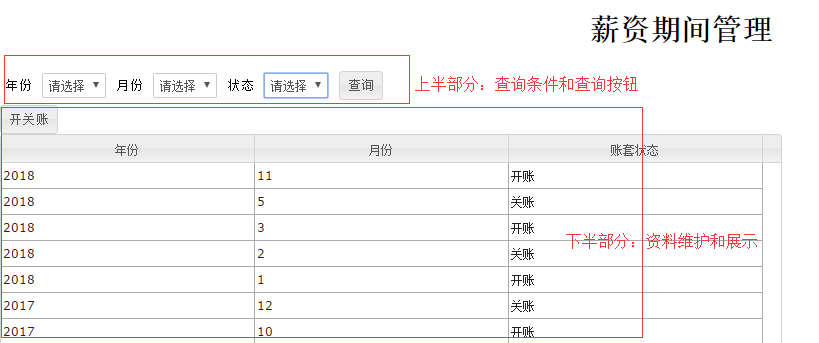 薪资期间管理
年份 请选择 月份 请选择 状态 请选择 查询 上半部分：查询条件和查询按钮
开关账
年份 月份 账套状态
2018 11 开账
2018 5 关账
2018 3 开账
下半部分：资料维护和展示
2018 2 关账
2018 1 开账
2017 12 关账
2017 10 开账